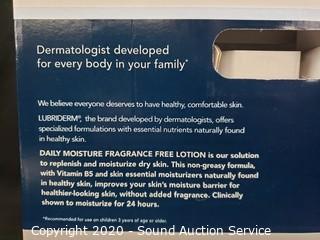 Dermatologist developed
for every body in your family*
We believe everyone deserves to have healthy, comfortable skin.
LUBRIDERM®, the brand developed by dermatologists, offers
specialized formulations with essential nutrients naturally found
in healthy skin.
DAILY MOISTURE FRAGRANCE FREE LOTION is our solution
to replenish and moisturize dry skin. This non-greasy formula,
with Vitamin B5 and skin essential moisturizers naturally found
in healthy skin, improves your skin's moisture barrier for
healthier-looking skin, without added fragrance. Clinically
shown to moisturize for 24 hours.
*Recommended for use on children 3 years of age or older.
Copyright 2020 - Sound Auction Service